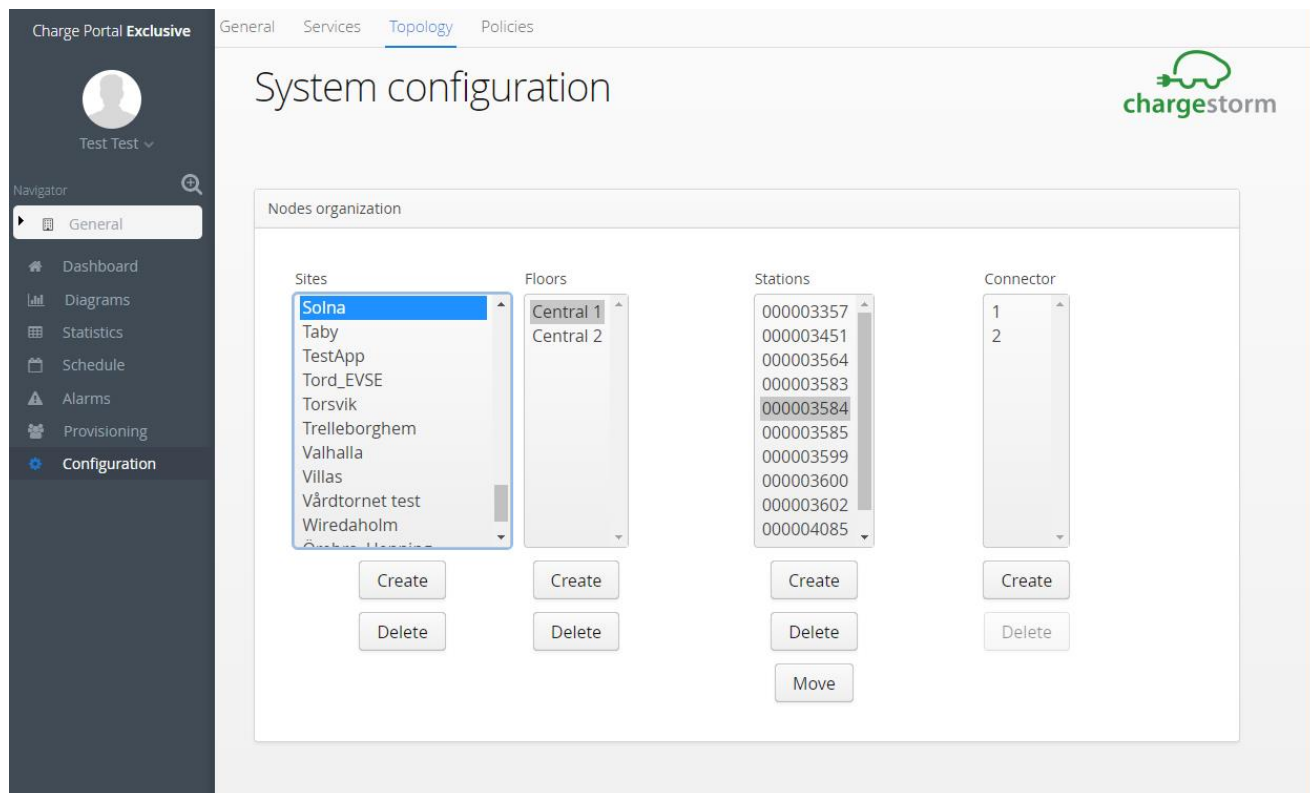 Charge Portal Exclusive
General Services Topology Policies
System configuration
chargestorm
Test Test
Navigator
General
Dashboard
Diagrams
Statistics
Schedule
Alarms
Provisioning
Configuration
Nodes organization
Sites
Solna
Taby
TestApp
Tord_EVSE
Torsvik
Trelleborghem
Valhalla
Villas
Vårdtornet test
Wiredaholm
Create
Delete
Floors
Central 1
Central 2
Create
Delete
Stations
000003357
000003451
000003564
000003583
000003584
000003585
000003599
000003600
000003602
000004085
Create
Delete
Move
Connector
1
2
Create
Delete